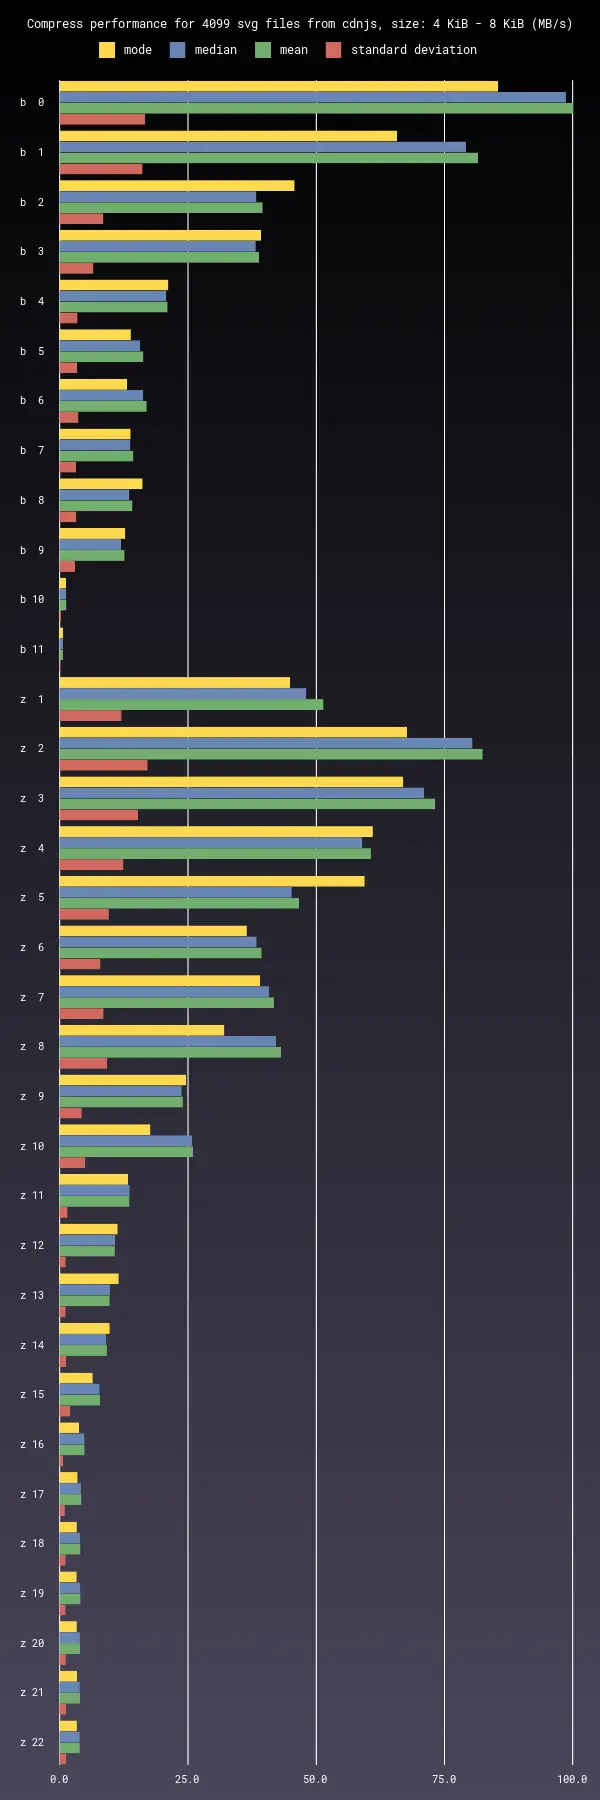 Compress performance for 4099 svg files from cdnjs, size: 4 KiB - 8 KiB (MB/s)
mode median mean standard deviation
b 0
b 1
b 2
b 3
b 4
b 5
b 6
b 7
b 8
b 9
b 10
b 11
z 1
z 2
z 3
z 4
z 5
z 6
z 7
z 8
z 9
z 10
z 11
z 12
z 13
z 14
z 15
z 16
z 17
z 18
z 19
z 20
z 21
z 22
0.0 25.0 50.0 75.0 100.0